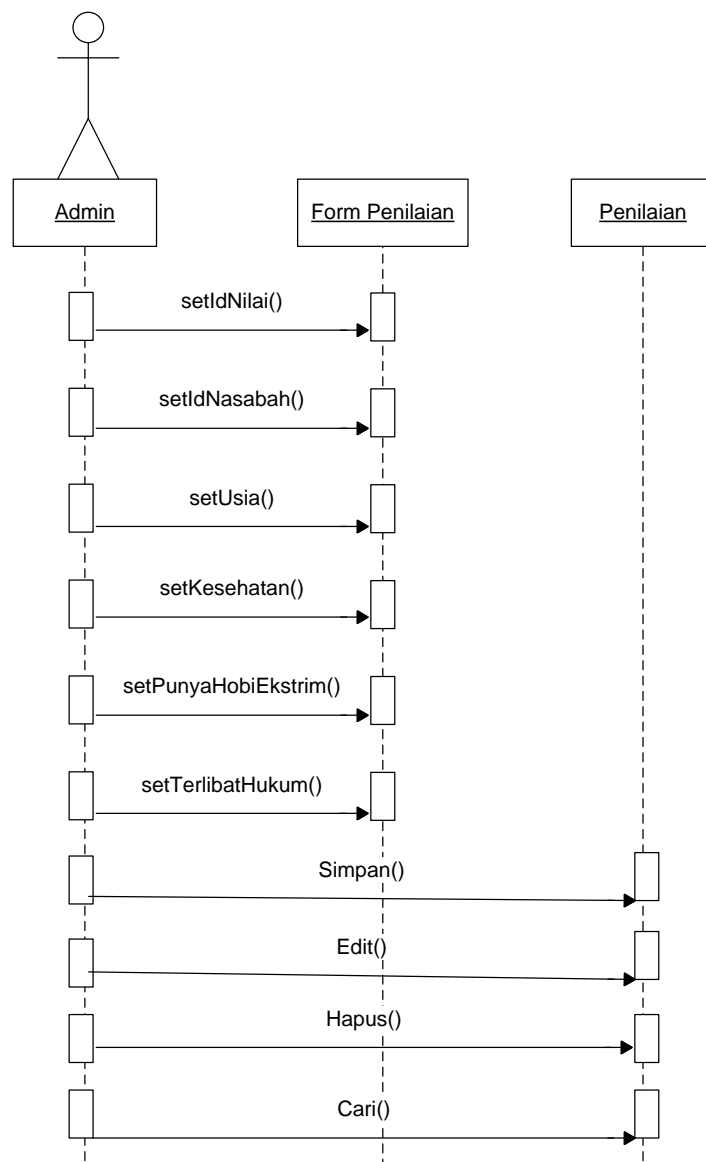 Admin
Form Penilaian
Penilaian
setIdNilai()
setIdNasabah()
setUsia()
setKesehatan()
setPunyaHobiEkstrim()
setTerlibatHukum()
Simpan()
Edit()
Hapus()
Cari()